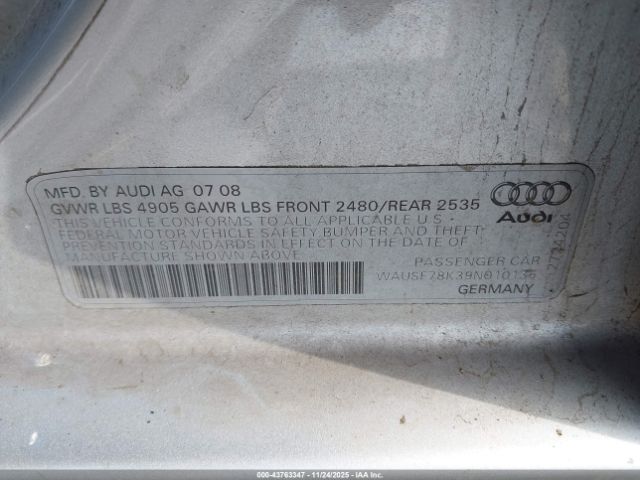 MFD. BY AUDI AG 07 08
GVWR LBS 4905 GAWR LBS FRONT 2480/REAR 2535
THIS VEHICLE CONFORMS TO ALL APPLICABLE U S
FEDERAL MOTOR VEHICLE SAFETY BUMPER AND THEFT
PREVENTION STANDARDS IN EFFECT ON THE DATE OF
MANUFACTURE SHOWN ABOVE.
Audi
PASSENGER CAR
GERMANY
000-43763347 - 11/24/2025 - IAA, Inc.